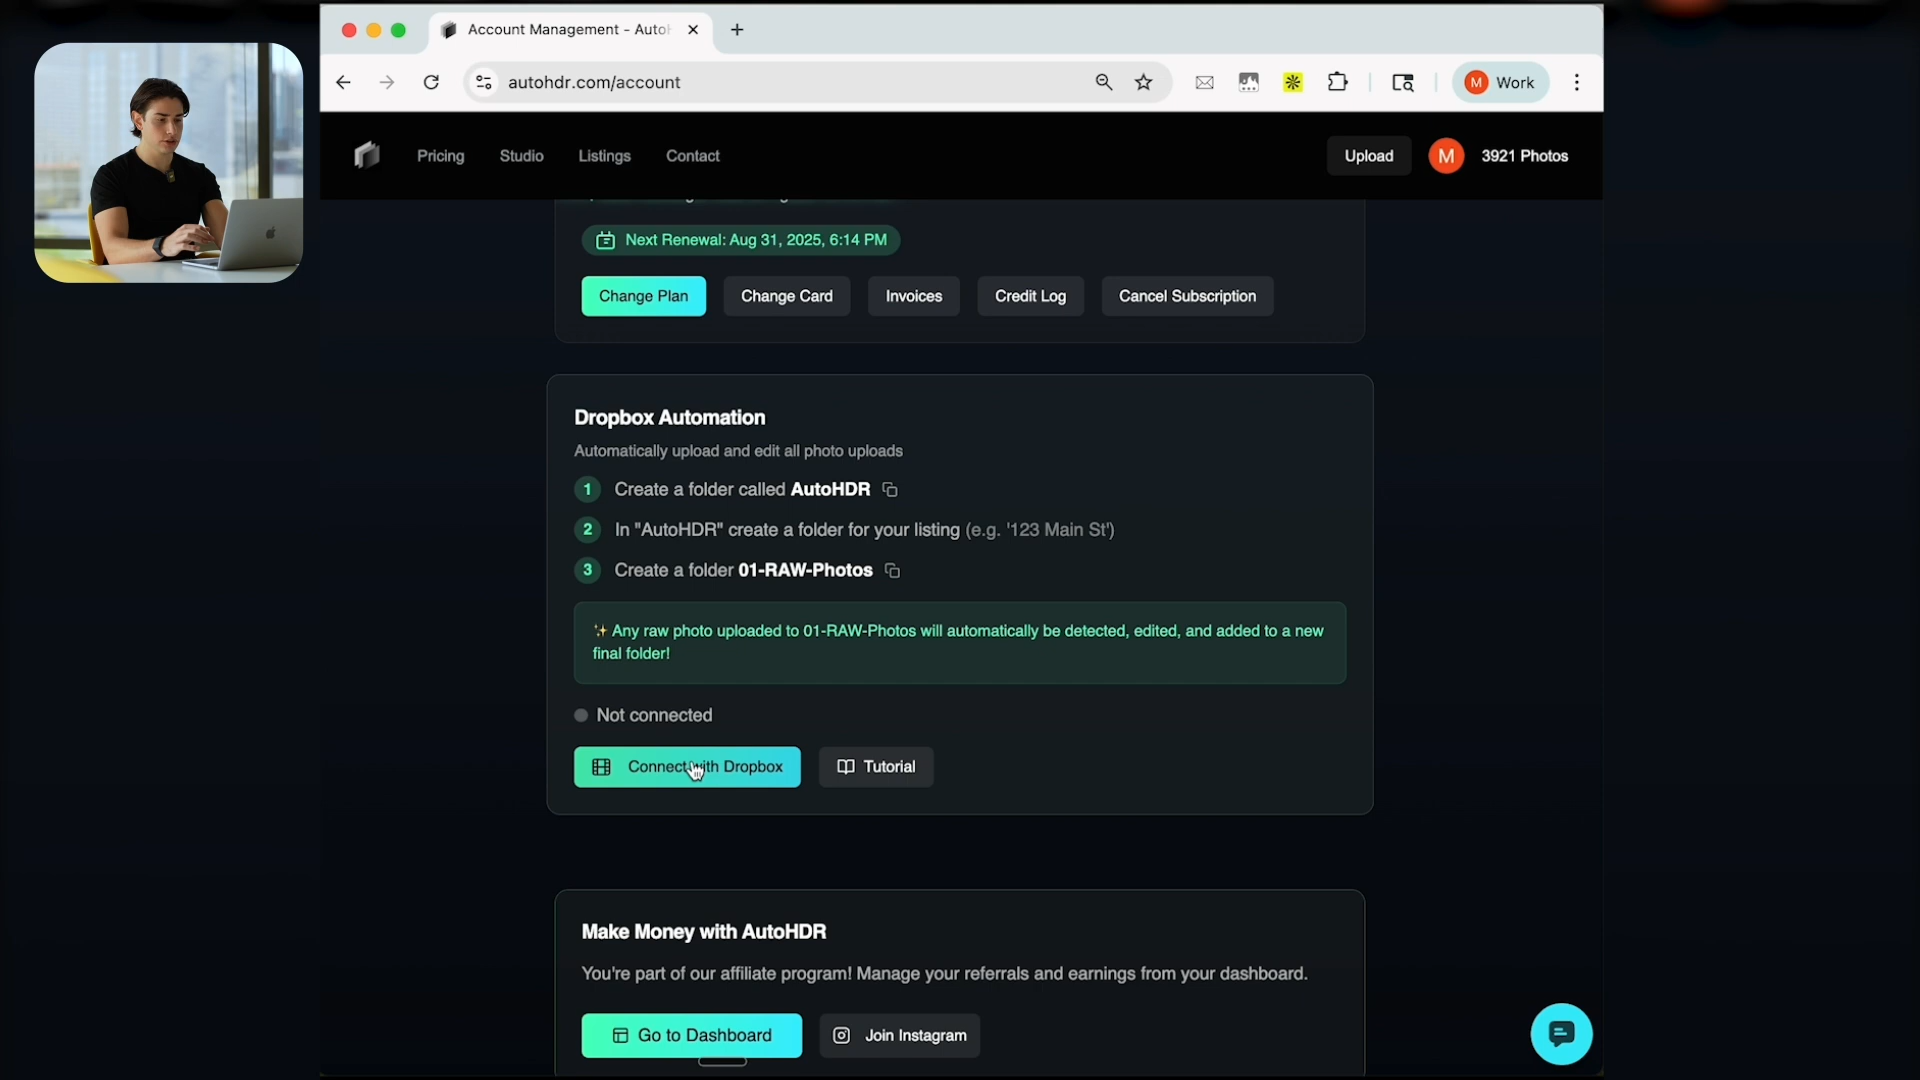 Account Management - Auto
autohdr.com/account
M Work
Pricing Studio Listings Contact Upload M 3921 Photos
Next Renewal: Aug 31, 2025, 6:14 PM
Change Plan Change Card Invoices Credit Log Cancel Subscription
Dropbox Automation
Automatically upload and edit all photo uploads
1 Create a folder called AutoHDR
2 In "AutoHDR" create a folder for your listing (e.g. '123 Main St')
3 Create a folder 01-RAW-Photos
✨ Any raw photo uploaded to 01-RAW-Photos will automatically be detected, edited, and added to a new
final folder!
Not connected
Connect with Dropbox Tutorial
Make Money with AutoHDR
You're part of our affiliate program! Manage your referrals and earnings from your dashboard.
Go to Dashboard Join Instagram